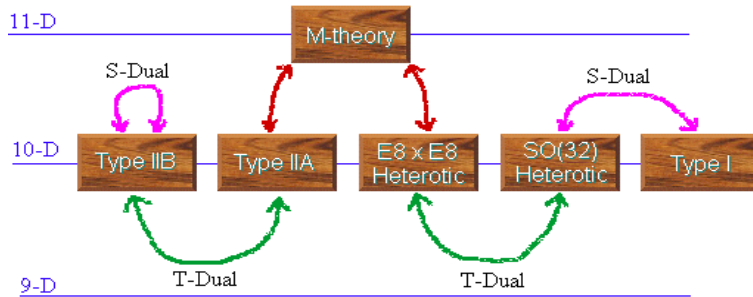 11-D
M-theory
S-Dual
S-Dual
10-D
Type IIB
Type IIA
E8 x E8
Heterotic
SO(32)
Heterotic
Type I
T-Dual
T-Dual
9-D